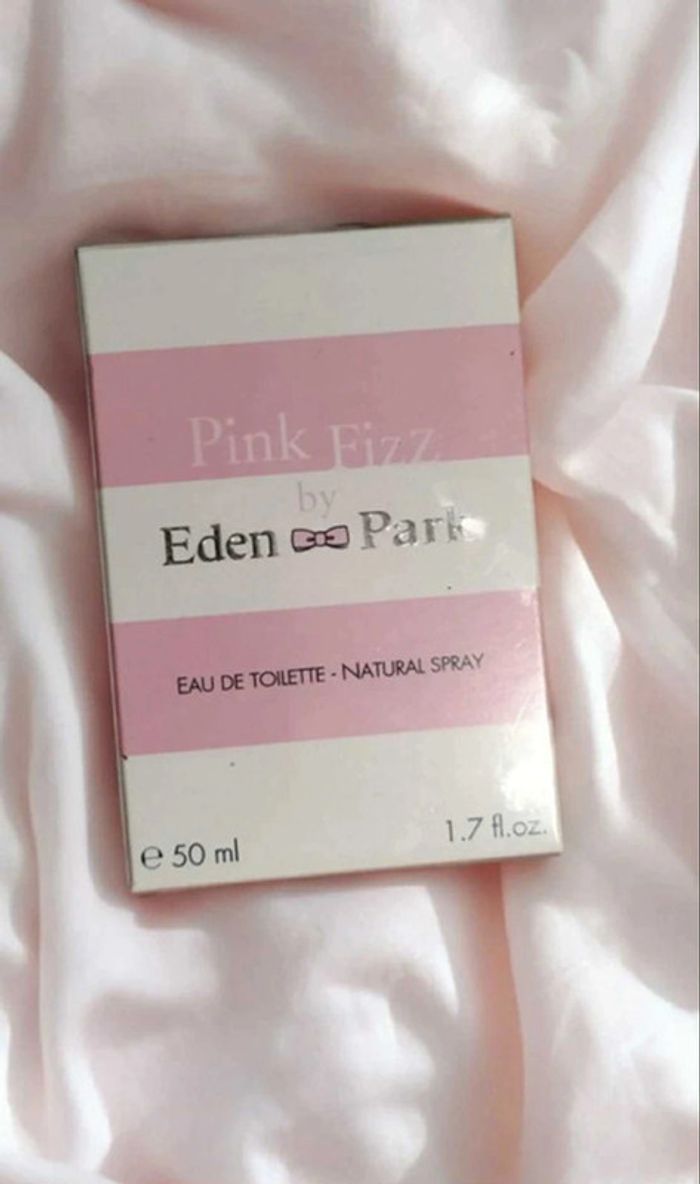 Pink Fizz
by
Eden Park
EAU DE TOILETTE - NATURAL SPRAY
℮ 50 ml
1.7 fl.oz.